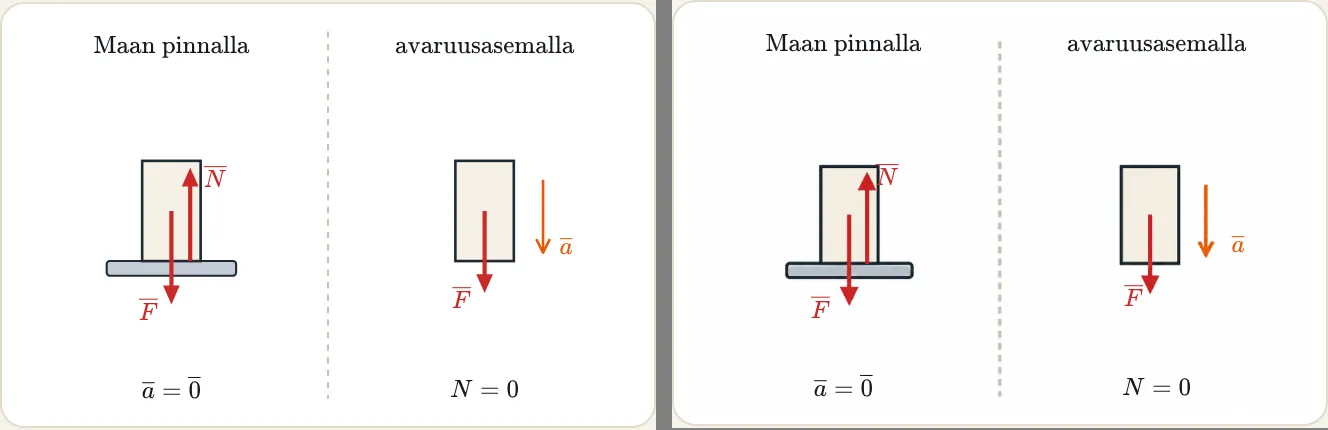 Maan pinnalla
avaruusasemalla
N̅
a̅
F̅
F̅
a̅ = 0̅
N = 0
Maan pinnalla
avaruusasemalla
N̅
a̅
F̅
F̅
a̅ = 0̅
N = 0